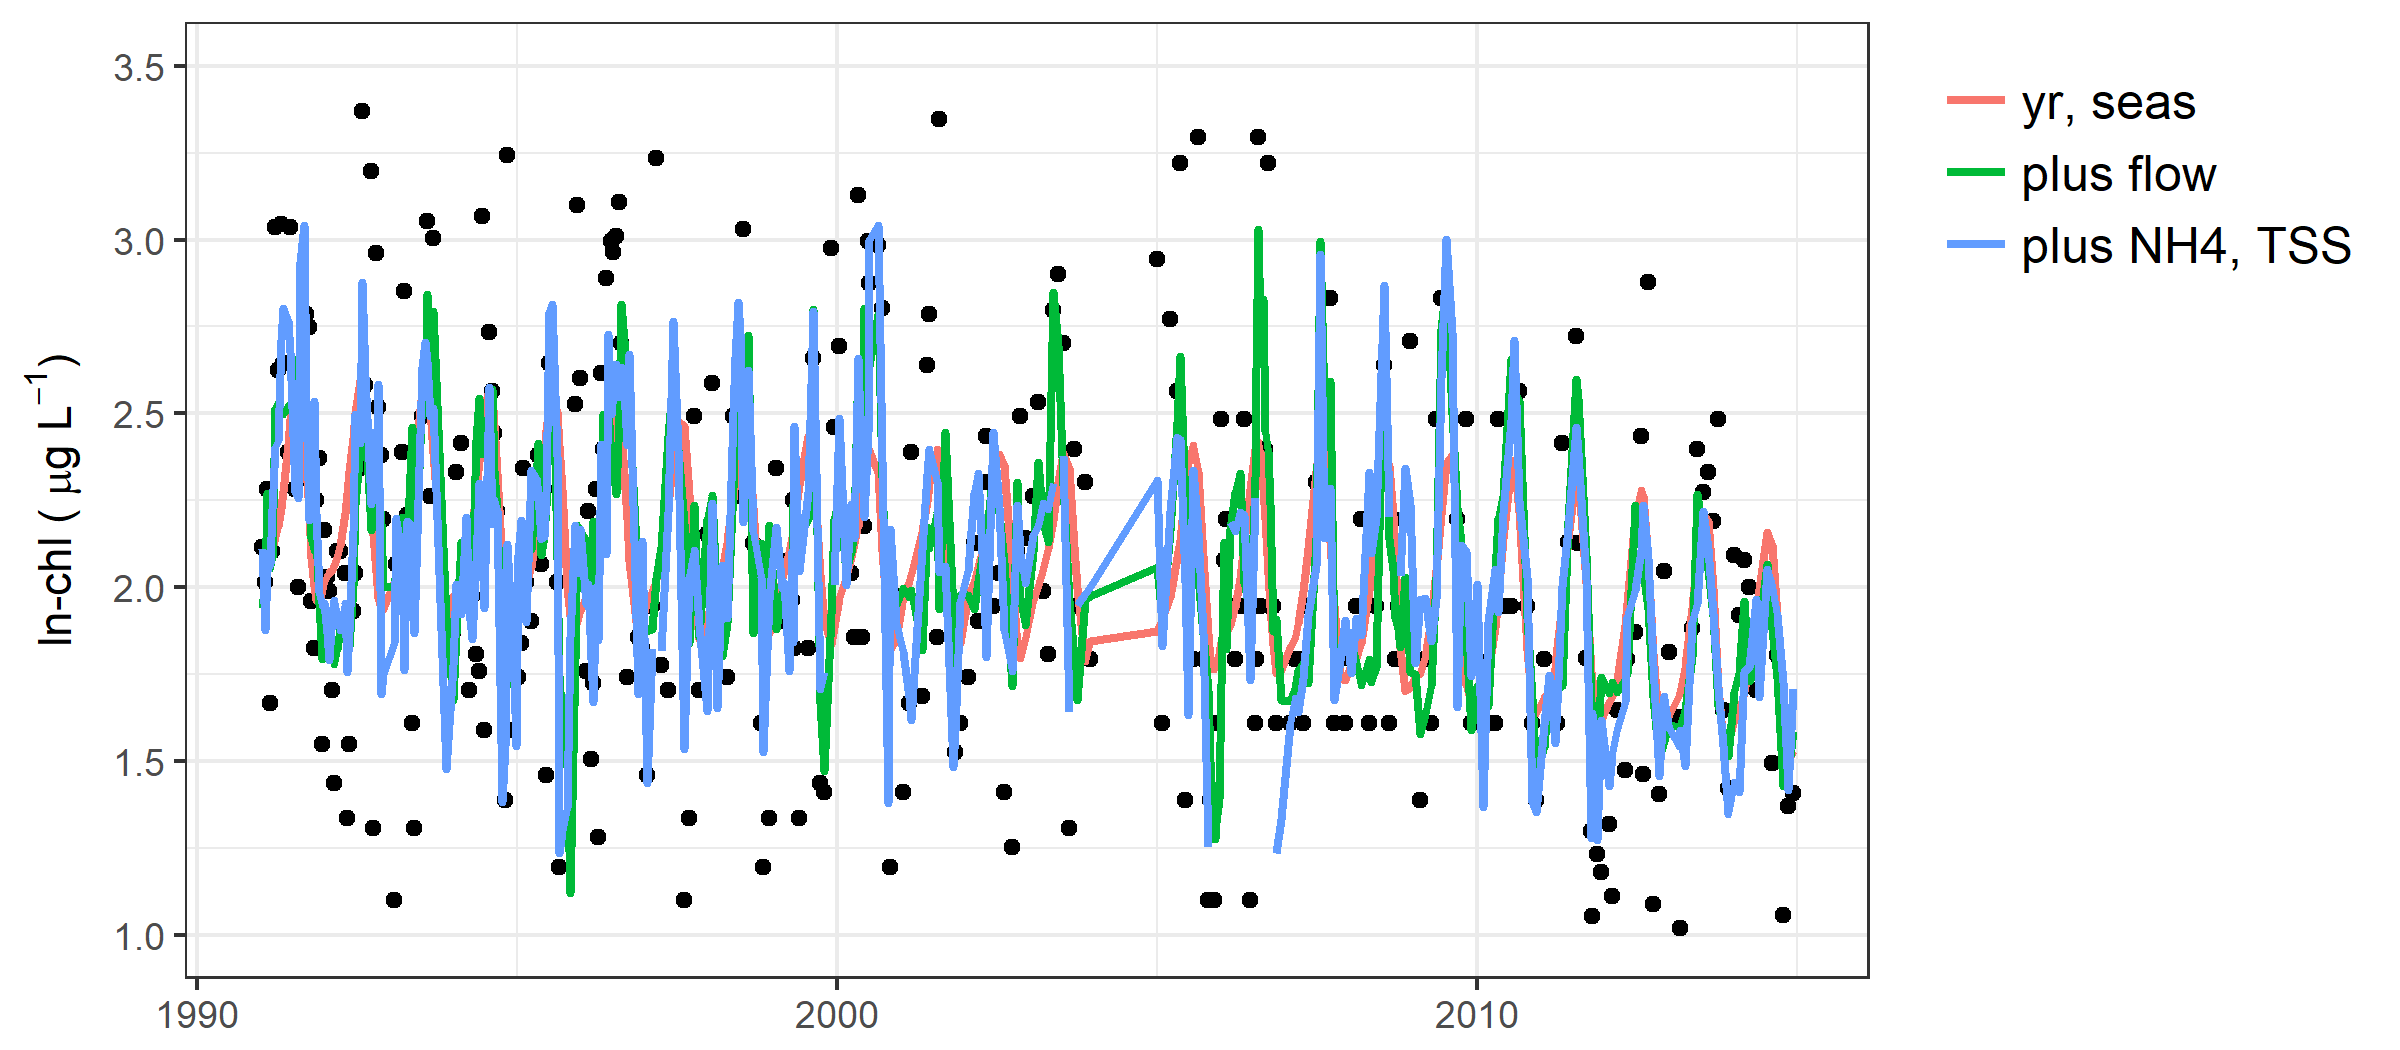 3.5
3.0
2.5
2.0
1.5
1.0
ln-chl ( μg L⁻¹)
1990
2000
2010
yr, seas
plus flow
plus NH4, TSS